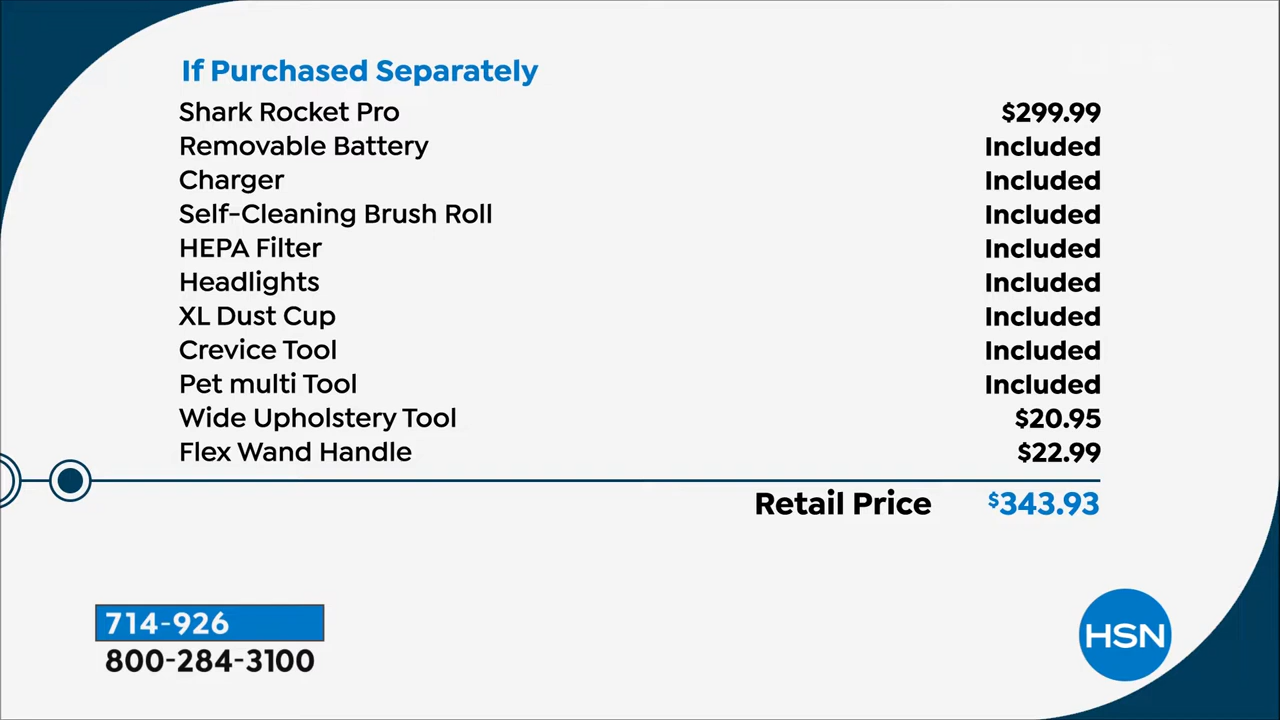 If Purchased Separately
Shark Rocket Pro $299.99
Removable Battery Included
Charger Included
Self-Cleaning Brush Roll Included
HEPA Filter Included
Headlights Included
XL Dust Cup Included
Crevice Tool Included
Pet multi Tool Included
Wide Upholstery Tool $20.95
Flex Wand Handle $22.99
Retail Price $343.93
714-926
800-284-3100
HSN